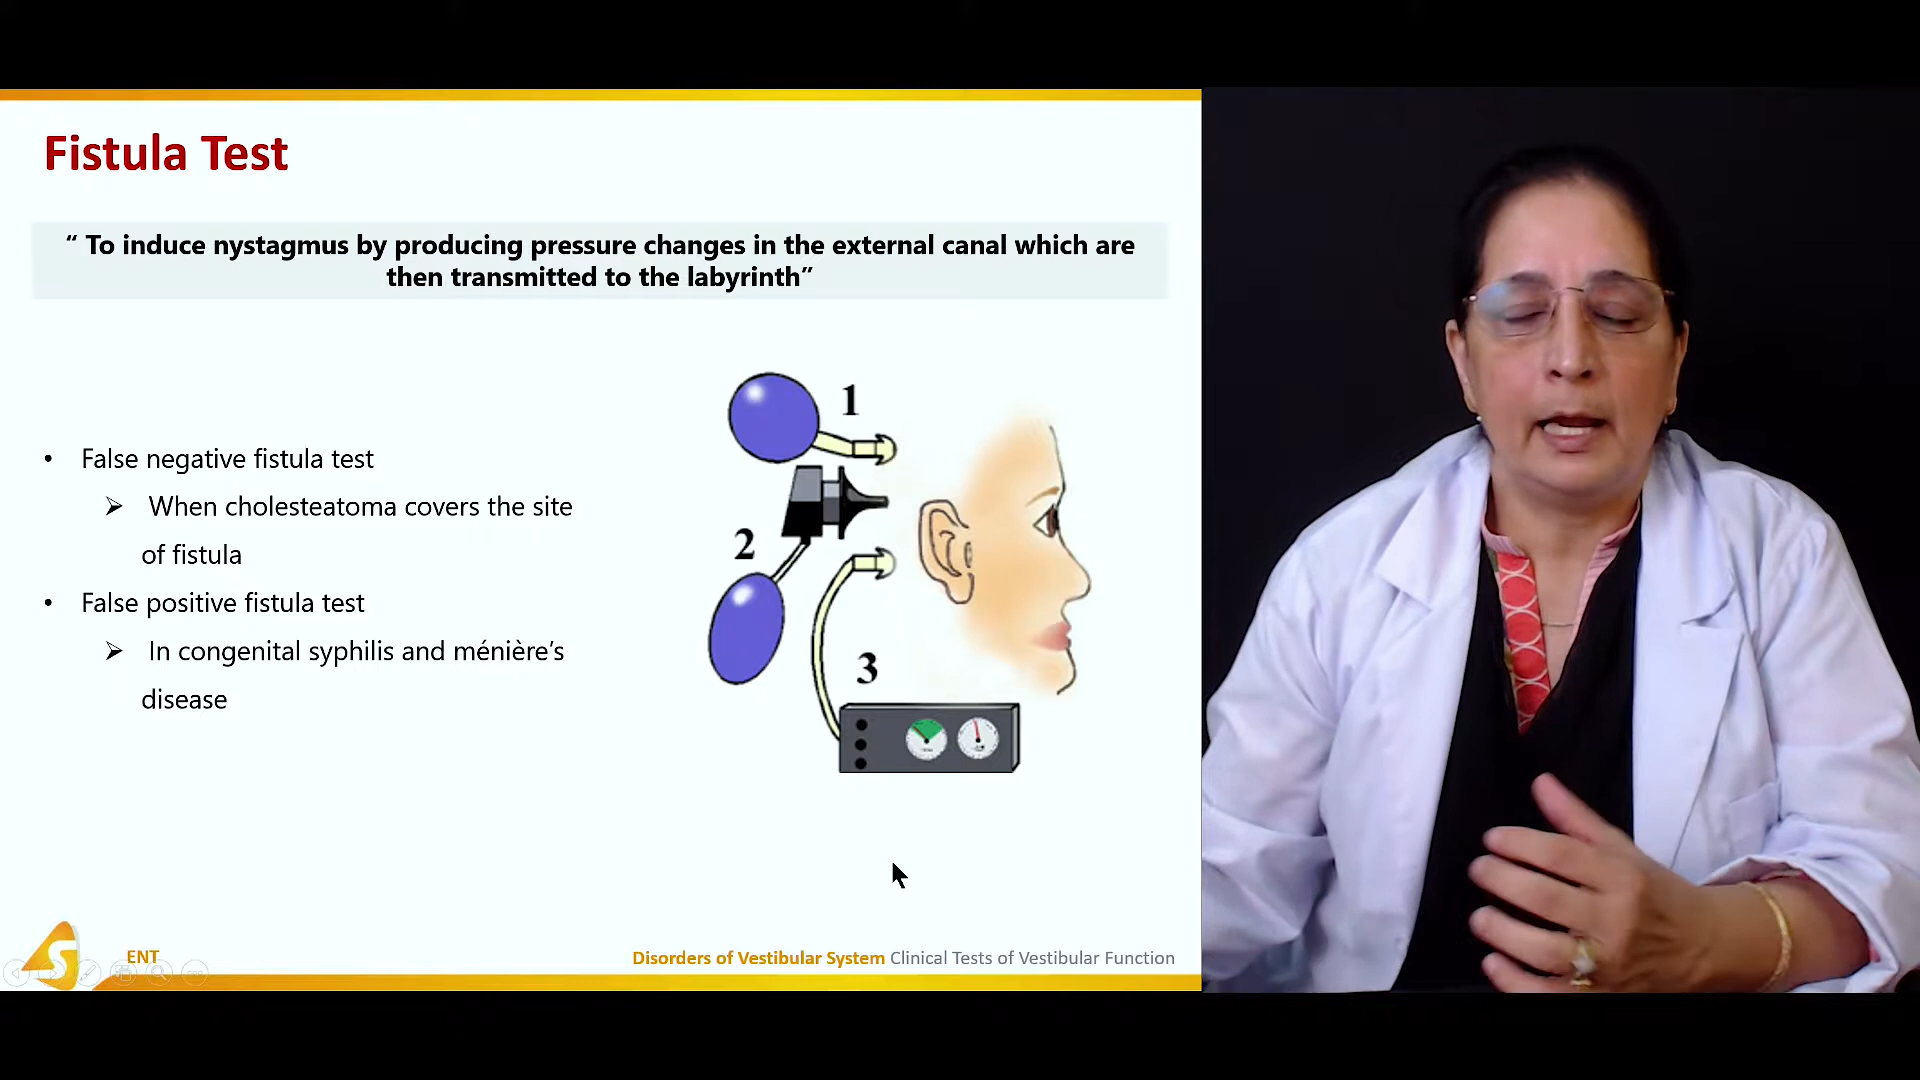 Fistula Test
“ To induce nystagmus by producing pressure changes in the external canal which are
then transmitted to the labyrinth”
• False negative fistula test
➢ When cholesteatoma covers the site
of fistula
• False positive fistula test
➢ In congenital syphilis and ménière’s
disease
1
2
3
S
ENT
Disorders of Vestibular System Clinical Tests of Vestibular Function